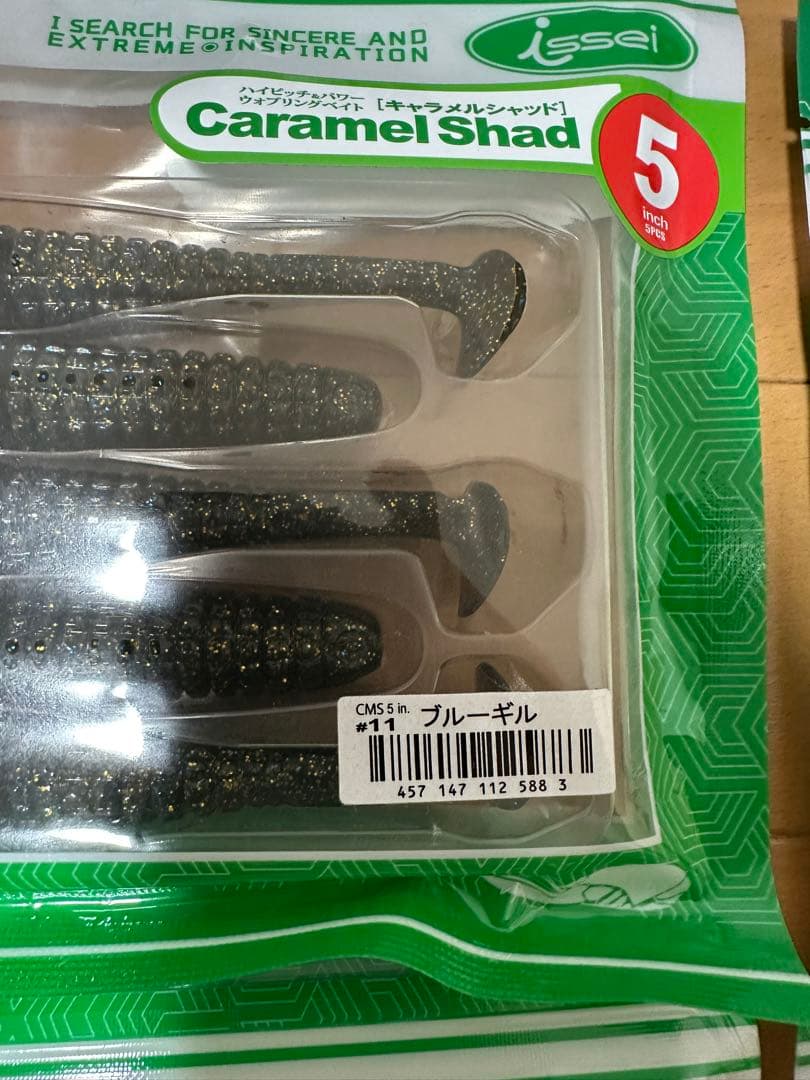 I SEARCH FOR SINCERE AND
EXTREME INSPIRATION
issei
ハイピッチ&パワー
ウォブリングベイト [キャラメルシャッド]
Caramel Shad
5
inch
5PCS
CMS 5 in.
#11 ブルーギル
457 147 112 588 3